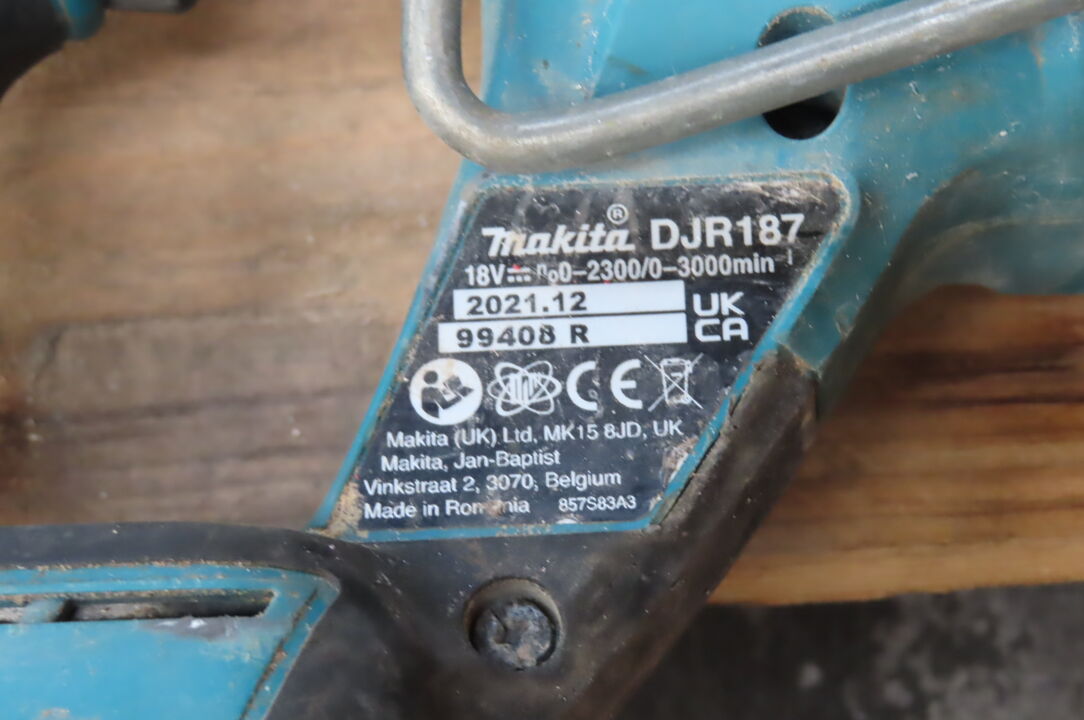 makita® DJR187
18V⎓ n₀0-2300/0-3000min⁻¹
2021.12
99408 R
UK
CA
CE
Makita (UK) Ltd, MK15 8JD, UK
Makita, Jan-Baptist
Vinkstraat 2, 3070, Belgium
Made in 857S83A3